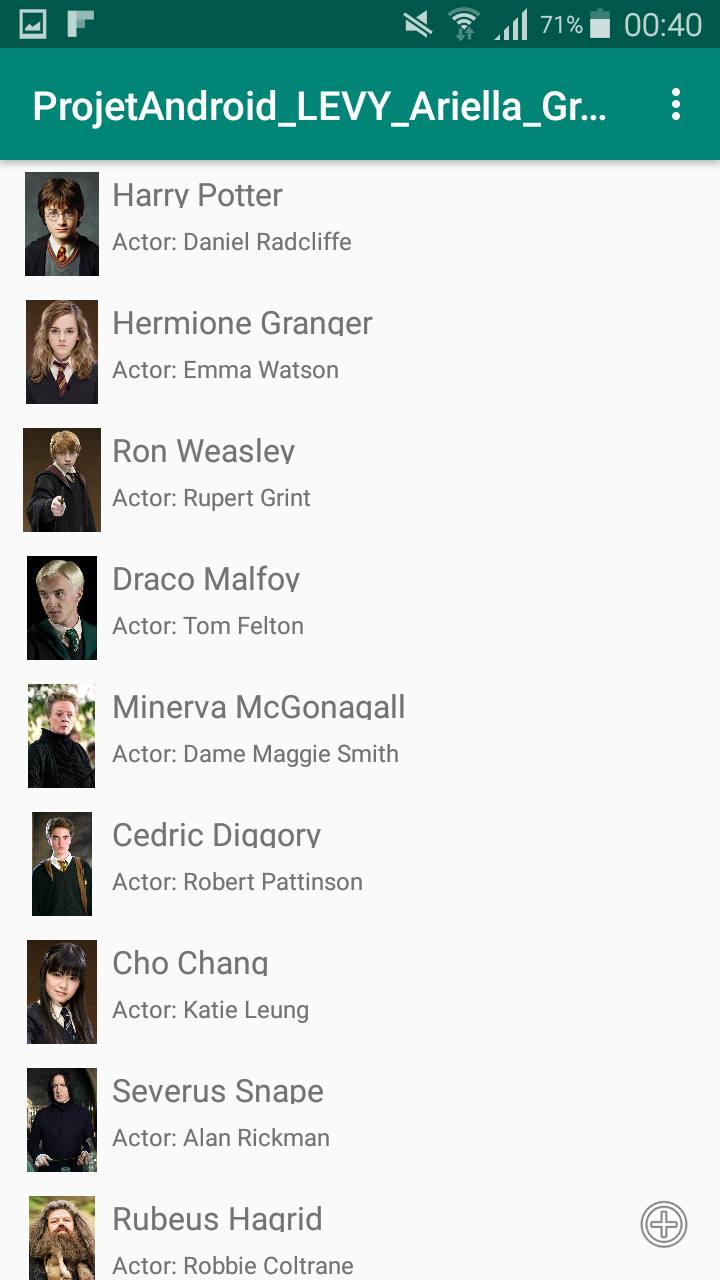 71% 00:40
ProjetAndroid_LEVY_Ariella_Gr...
Harry Potter
Actor: Daniel Radcliffe
Hermione Granger
Actor: Emma Watson
Ron Weasley
Actor: Rupert Grint
Draco Malfoy
Actor: Tom Felton
Minerva McGonagall
Actor: Dame Maggie Smith
Cedric Diggory
Actor: Robert Pattinson
Cho Chang
Actor: Katie Leung
Severus Snape
Actor: Alan Rickman
Rubeus Hagrid
Actor: Robbie Coltrane